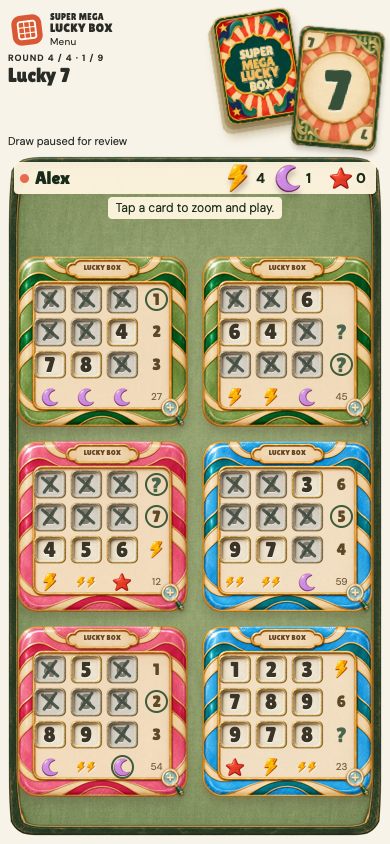 SUPER MEGA
LUCKY BOX
Menu
ROUND 4 / 4 · 1 / 9
Lucky 7
Draw paused for review
SUPER
MEGA
LUCKY
BOX
7
7
7
Alex
4
1
0
Tap a card to zoom and play.
LUCKY BOX
1
4 2
7 8 3
27
LUCKY BOX
6
6 4 ?
?
45
LUCKY BOX
?
7
4 5 6
12
LUCKY BOX
3 6
5
9 7 4
59
LUCKY BOX
5 1
2
8 9 3
54
LUCKY BOX
1 2 3
7 8 9 6
9 7 8 ?
23